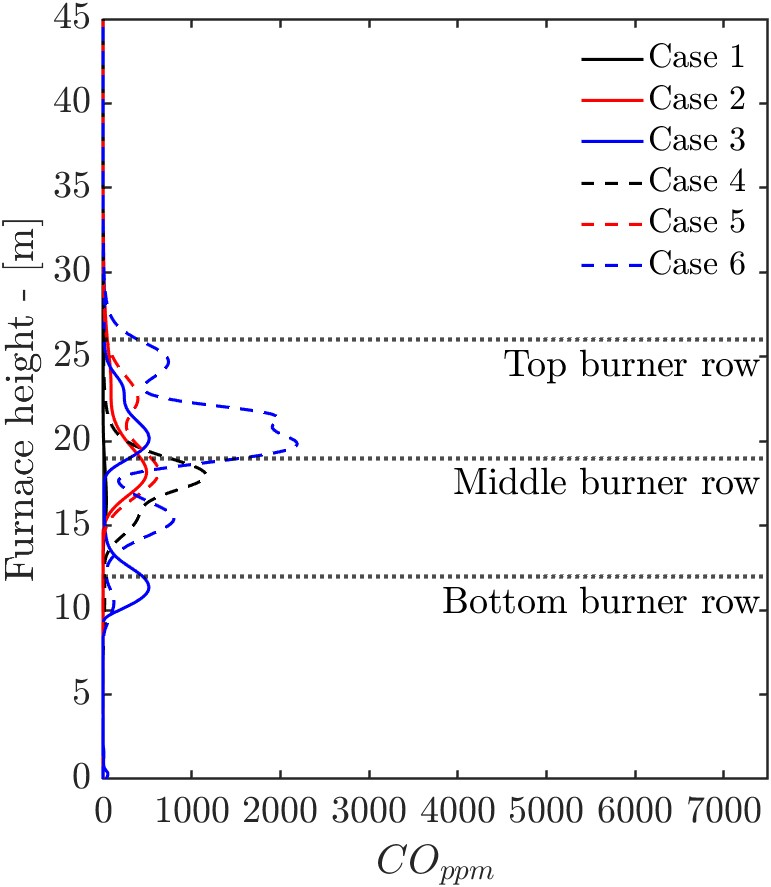 45
40
35
30
25
20
15
10
5
0
Furnace height - [m]
Case 1
Case 2
Case 3
Case 4
Case 5
Case 6
Top burner row
Middle burner row
Bottom burner row
0 1000 2000 3000 4000 5000 6000 7000
CO_ppm